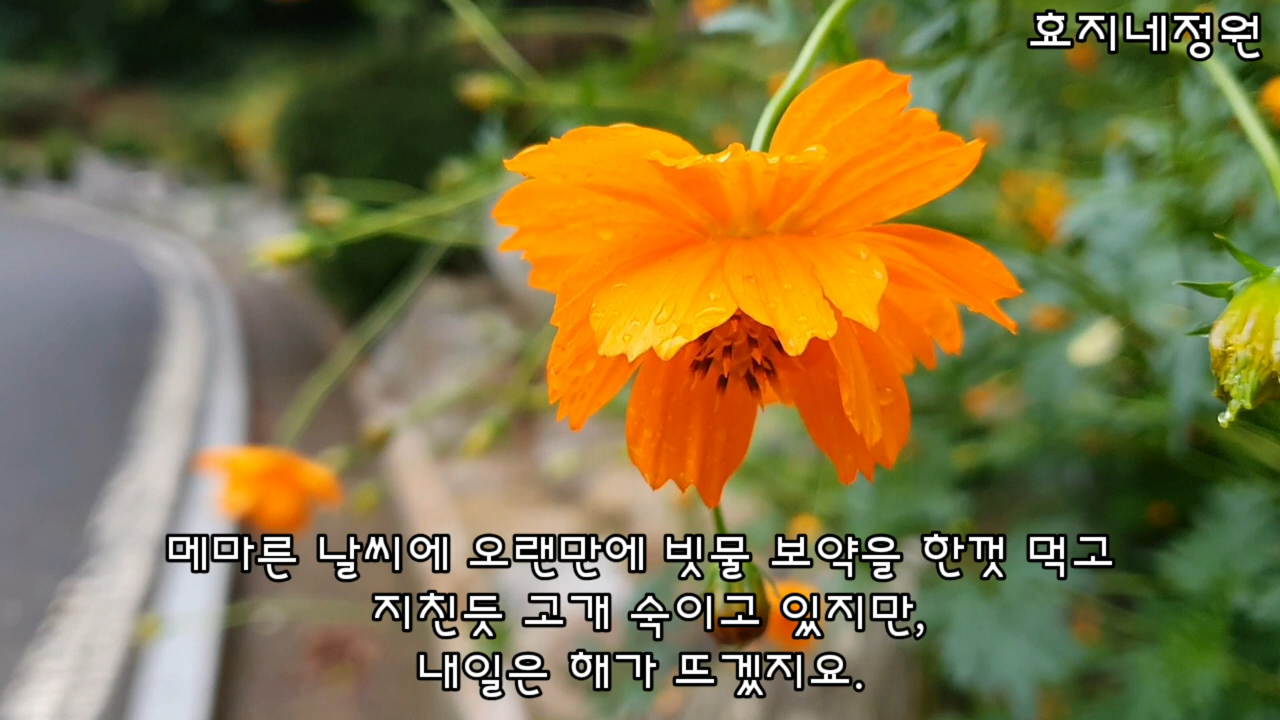 효지네정원
메마른 날씨에 오랜만에 빗물 보약을 한껏 먹고
지친듯 고개 숙이고 있지만,
내일은 해가 뜨겠지요.